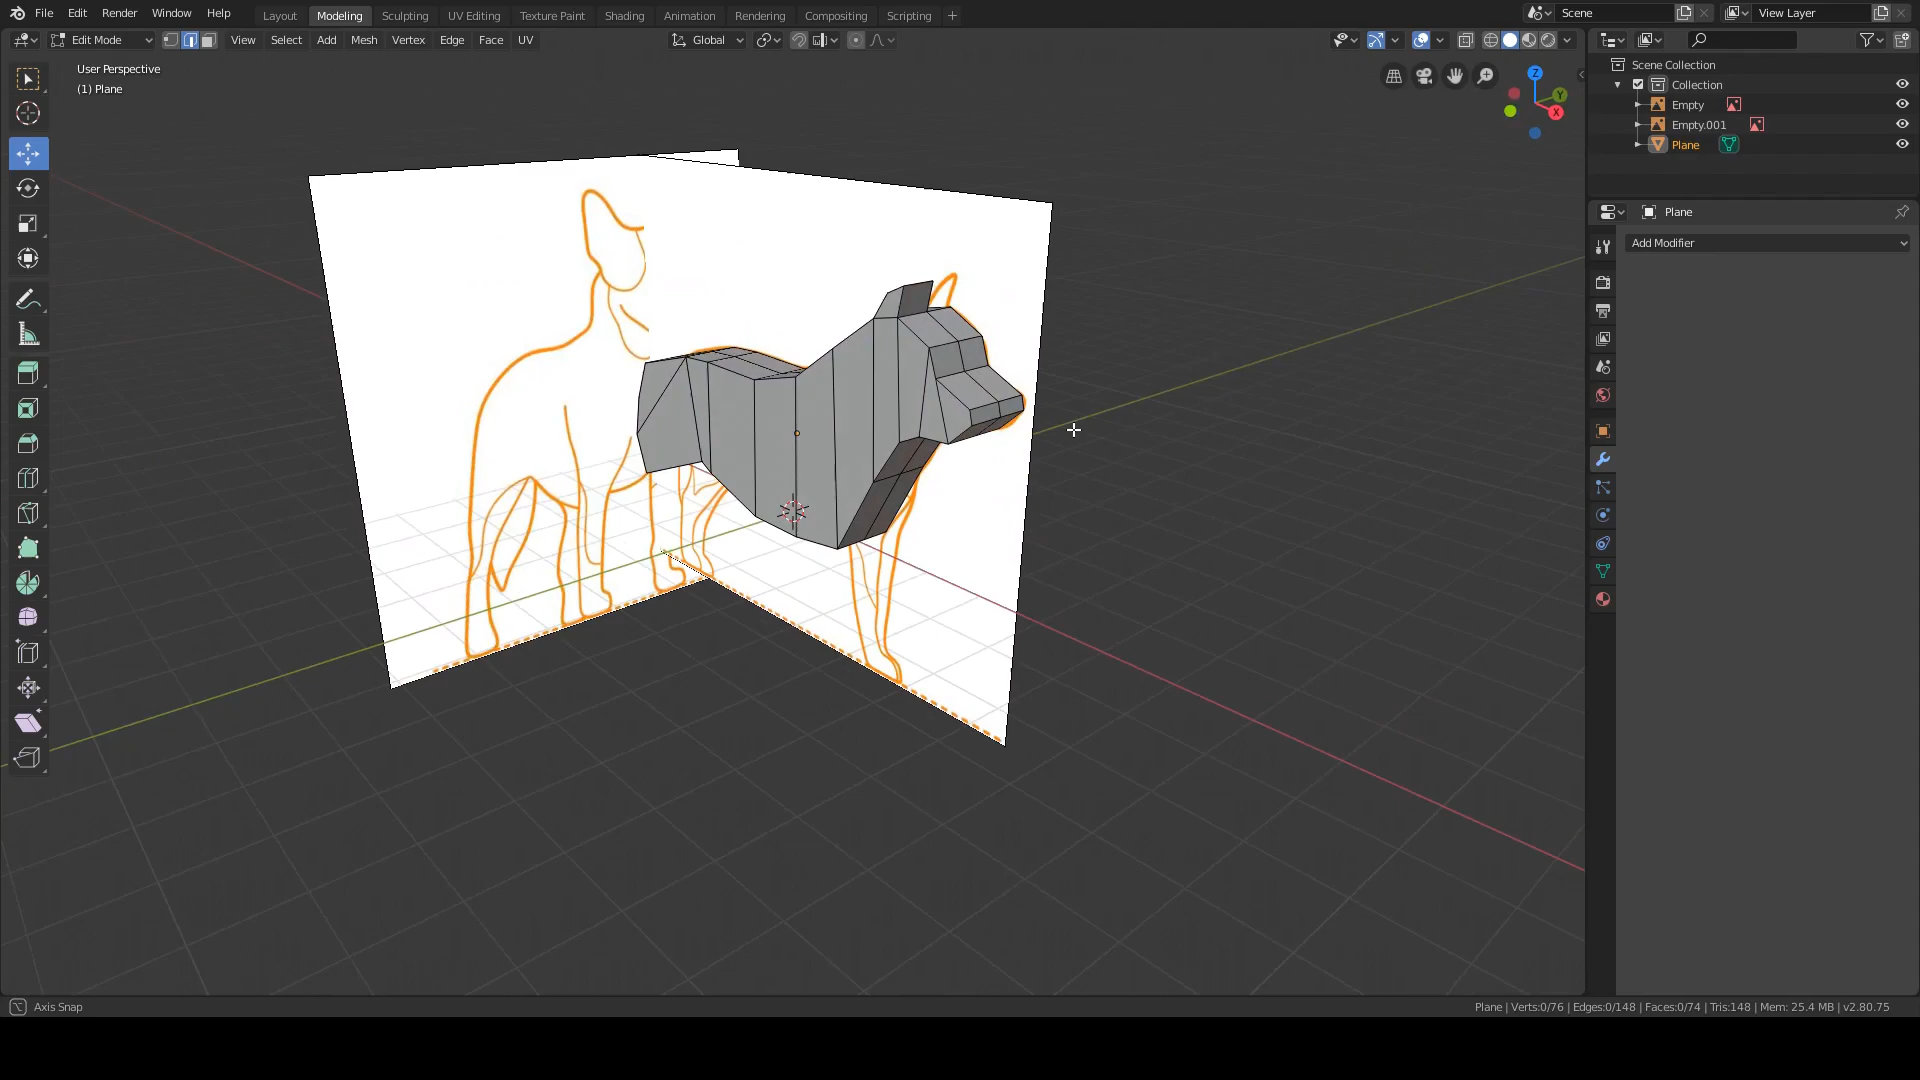 File Edit Render Window Help Layout Modeling Sculpting UV Editing Texture Paint Shading Animation Rendering Compositing Scripting + Scene View Layer
Edit Mode View Select Add Mesh Vertex Edge Face UV Global
User Perspective
(1) Plane
Z
Y
X
Scene Collection
Collection
Empty
Empty.001
Plane
Plane
Add Modifier
Axis Snap
Plane | Verts:0/76 | Edges:0/148 | Faces:0/74 | Tris:148 | Mem: 25.4 MB | v2.80.75